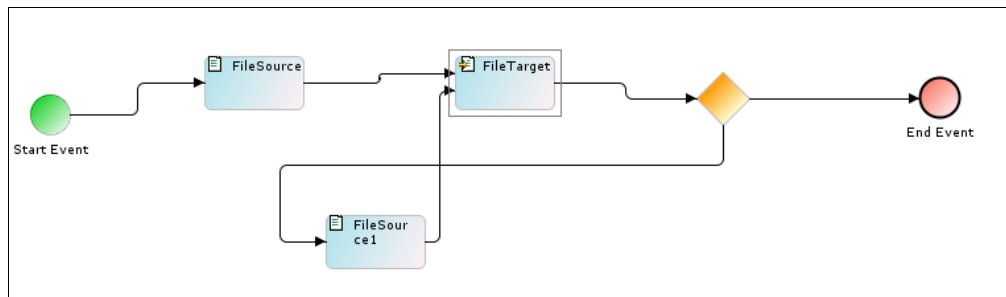 FileSource
FileTarget
Start Event
End Event
FileSour
ce1